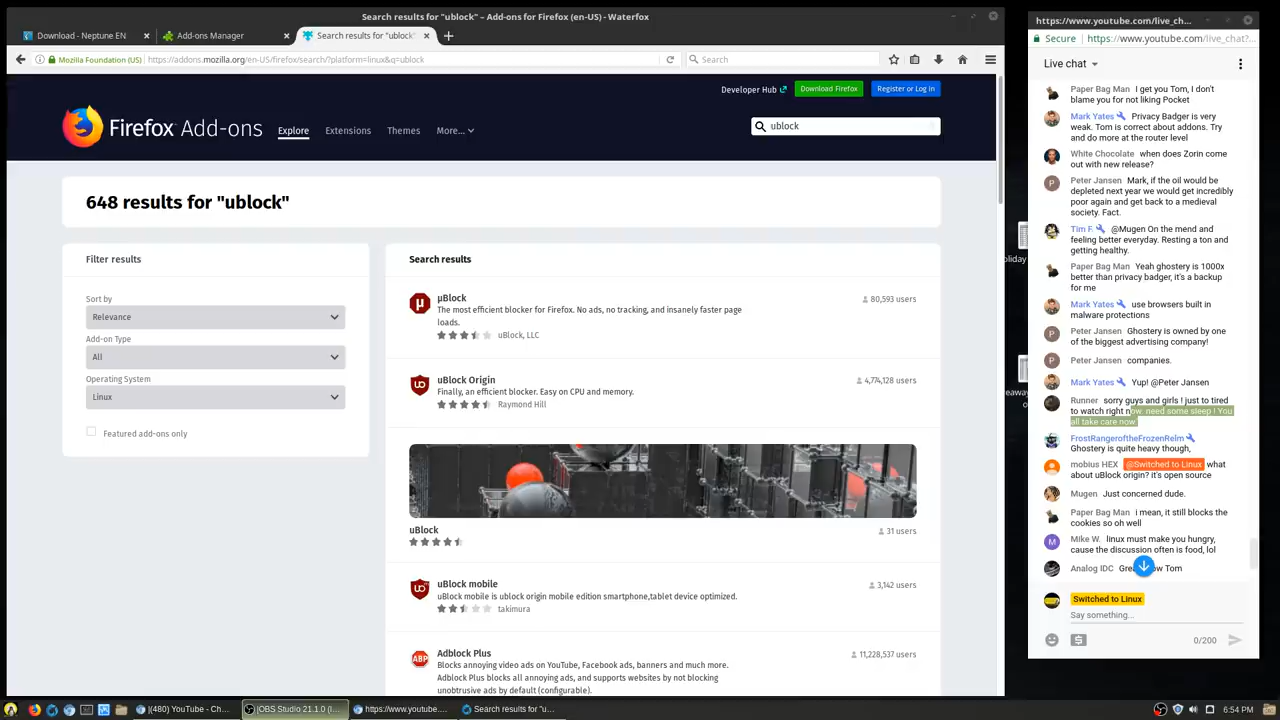 Search results for "ublock" – Add-ons for Firefox (en-US) - Waterfox
Download - Neptune EN
Add-ons Manager
Search results for "ublock"
Mozilla Foundation (US)
https://addons.mozilla.org/en-US/firefox/search/?platform=linux&q=ublock
Search
Developer Hub
Download Firefox
Register or Log in
Firefox Add-ons
Explore
Extensions
Themes
More...
ublock
648 results for "ublock"
Filter results
Sort by
Relevance
Add-on Type
All
Operating System
Linux
Featured add-ons only
Search results
µBlock
80,593 users
The most efficient blocker for Firefox. No ads, no tracking, and insanely faster page
loads.
uBlock, LLC
uBlock Origin
4,774,128 users
Finally, an efficient blocker. Easy on CPU and memory.
Raymond Hill
uBlock
31 users
uBlock mobile
3,142 users
uBlock mobile is ublock origin mobile edition smartphone,tablet device optimized.
takimura
ABP
Adblock Plus
11,228,537 users
Blocks annoying video ads on YouTube, Facebook ads, banners and much more.
Adblock Plus blocks all annoying ads, and supports websites by not blocking
unobtrusive ads by default (configurable).
https://www.youtube.com/live_ch...
Secure
https://www.youtube.com/live_chat?...
Live chat
Paper Bag Man I get you Tom, I don't
blame you for not liking Pocket
Mark Yates Privacy Badger is very
weak. Tom is correct about addons. Try
and do more at the router level
White Chocolate when does Zorin come
out with new release?
P
Peter Jansen Mark, if the oil would be
depleted next year we would get incredibly
poor again and get back to a medieval
society. Fact.
Tim F. @Mugen On the mend and
feeling better everyday. Resting a ton and
getting healthy.
Paper Bag Man Yeah ghostery is 1000x
better than privacy badger, it's a backup
for me
Mark Yates use browsers built in
malware protections
P
Peter Jansen Ghostery is owned by one
of the biggest advertising company!
P
Peter Jansen companies.
Mark Yates Yup! @Peter Jansen
Runner sorry guys and girls ! just to tired
to watch right now. need some sleep ! You
all take care now.
FrostRangeroftheFrozenRelm
Ghostery is quite heavy though,
mobius HEX @Switched to Linux what
about uBlock origin? it's open source
Mugen Just concerned dude.
Paper Bag Man i mean, it still blocks the
cookies so oh well
M
Mike W. linux must make you hungry,
cause the discussion often is food, lol
Analog IDC
Tom
Switched to Linux
Say something...
0/200
(480) YouTube - Ch...
OBS Studio 21.1.0 (l...
https://www.youtube...
Search results for "u...
6:54 PM